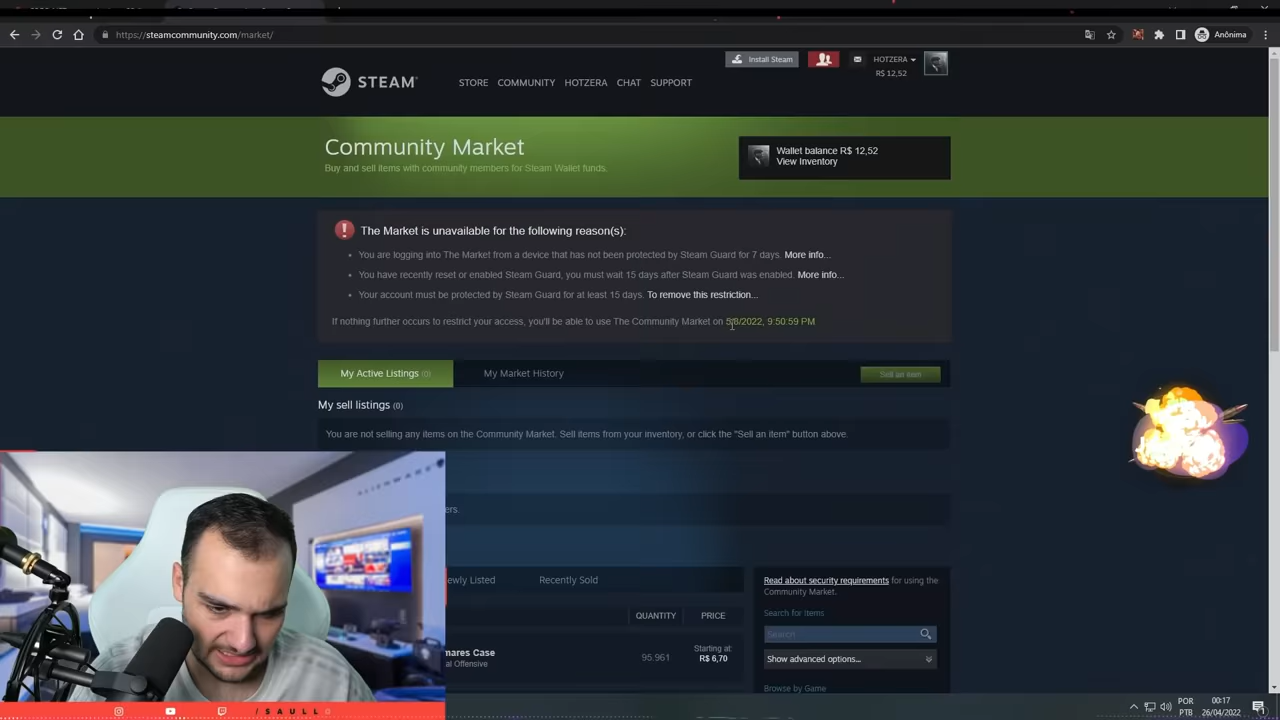 https://steamcommunity.com/market/
Anônima
Install Steam
HOTZERA
R$ 12,52
STEAM
STORE COMMUNITY HOTZERA CHAT SUPPORT
Community Market
Buy and sell items with community members for Steam Wallet funds.
Wallet balance R$ 12,52
View Inventory
The Market is unavailable for the following reason(s):
You are logging into The Market from a device that has not been protected by Steam Guard for 7 days. More info...
You have recently reset or enabled Steam Guard, you must wait 15 days after Steam Guard was enabled. More info...
Your account must be protected by Steam Guard for at least 15 days. To remove this restriction...
If nothing further occurs to restrict your access, you'll be able to use The Community Market on 5/8/2022, 9:50:59 PM
My Active Listings (0) My Market History Sell an item
My sell listings (0)
You are not selling any items on the Community Market. Sell items from your inventory, or click the "Sell an item" button above.
ers.
ewly Listed Recently Sold
Read about security requirements for using the
Community Market.
QUANTITY PRICE
Search for Items
Search
mares Case
al Offensive
95.961
Starting at:
R$ 6,70
Show advanced options...
Browse by Game
ALIENWARE
/SAULLO
POR
PTB
00:17
26/04/2022